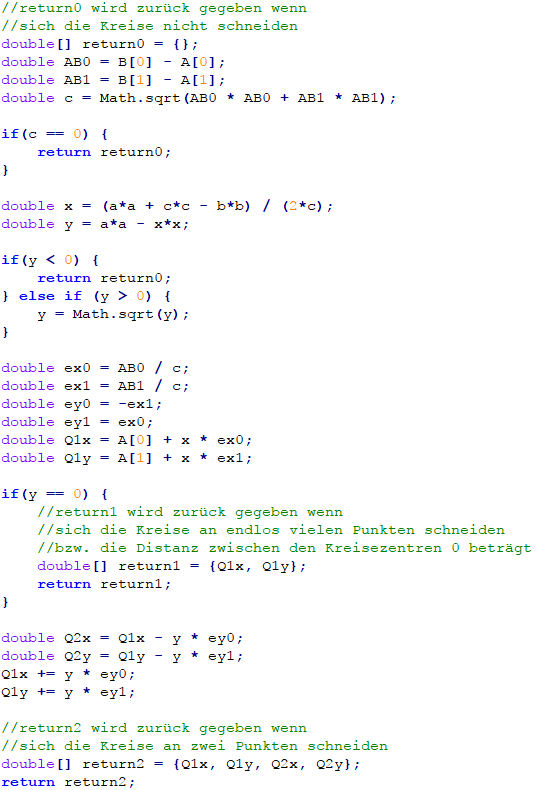 //return0 wird zurück gegeben wenn
//sich die Kreise nicht schneiden
double[] return0 = {};
double AB0 = B[0] - A[0];
double AB1 = B[1] - A[1];
double c = Math.sqrt(AB0 * AB0 + AB1 * AB1);
if(c == 0) {
return return0;
}
double x = (a*a + c*c - b*b) / (2*c);
double y = a*a - x*x;
if(y < 0) {
return return0;
} else if (y > 0) {
y = Math.sqrt(y);
}
double ex0 = AB0 / c;
double ex1 = AB1 / c;
double ey0 = -ex1;
double ey1 = ex0;
double Q1x = A[0] + x * ex0;
double Q1y = A[1] + x * ex1;
if(y == 0) {
//return1 wird zurück gegeben wenn
//sich die Kreise an endlos vielen Punkten schneiden
//bzw. die Distanz zwischen den Kreisezentren 0 beträgt
double[] return1 = {Q1x, Q1y};
return return1;
}
double Q2x = Q1x - y * ey0;
double Q2y = Q1y - y * ey1;
Q1x += y * ey0;
Q1y += y * ey1;
//return2 wird zurück gegeben wenn
//sich die Kreise an zwei Punkten schneiden
double[] return2 = {Q1x, Q1y, Q2x, Q2y};
return return2;